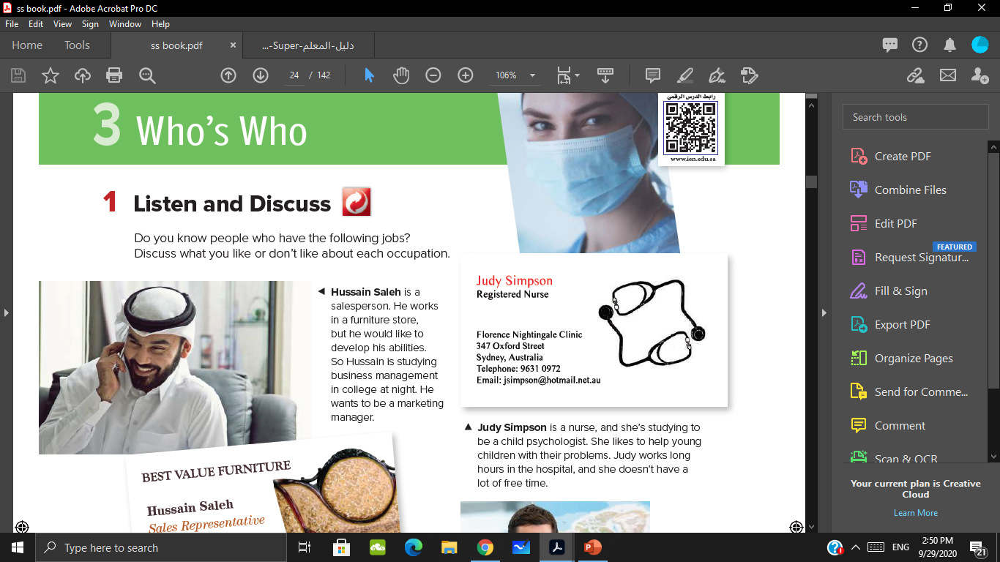 ss book.pdf - Adobe Acrobat Pro DC
File Edit View Sign Window Help
Home Tools ss book.pdf × ...-Super-دليل-المعلم
24 / 142 106%
3 Who's Who
رابط الدرس الرقمي
www.ien.edu.sa
1 Listen and Discuss
Do you know people who have the following jobs?
Discuss what you like or don't like about each occupation.
Hussain Saleh is a
salesperson. He works
in a furniture store,
but he would like to
develop his abilities.
So Hussain is studying
business management
in college at night. He
wants to be a marketing
manager.
BEST VALUE FURNITURE
Hussain Saleh
Sales Representative
Judy Simpson
Registered Nurse
Florence Nightingale Clinic
347 Oxford Street
Sydney, Australia
Telephone: 9631 0972
Email: jsimpson@hotmail.net.au
Judy Simpson is a nurse, and she's studying to
be a child psychologist. She likes to help young
children with their problems. Judy works long
hours in the hospital, and she doesn't have a
lot of free time.
Search tools
Create PDF
Combine Files
Edit PDF
FEATURED
Request Signatur...
Fill & Sign
Export PDF
Organize Pages
Send for Comme...
Comment
Scan & OCR
Your current plan is Creative
Cloud
Learn More
Type here to search
ENG
2:50 PM
9/29/2020
21